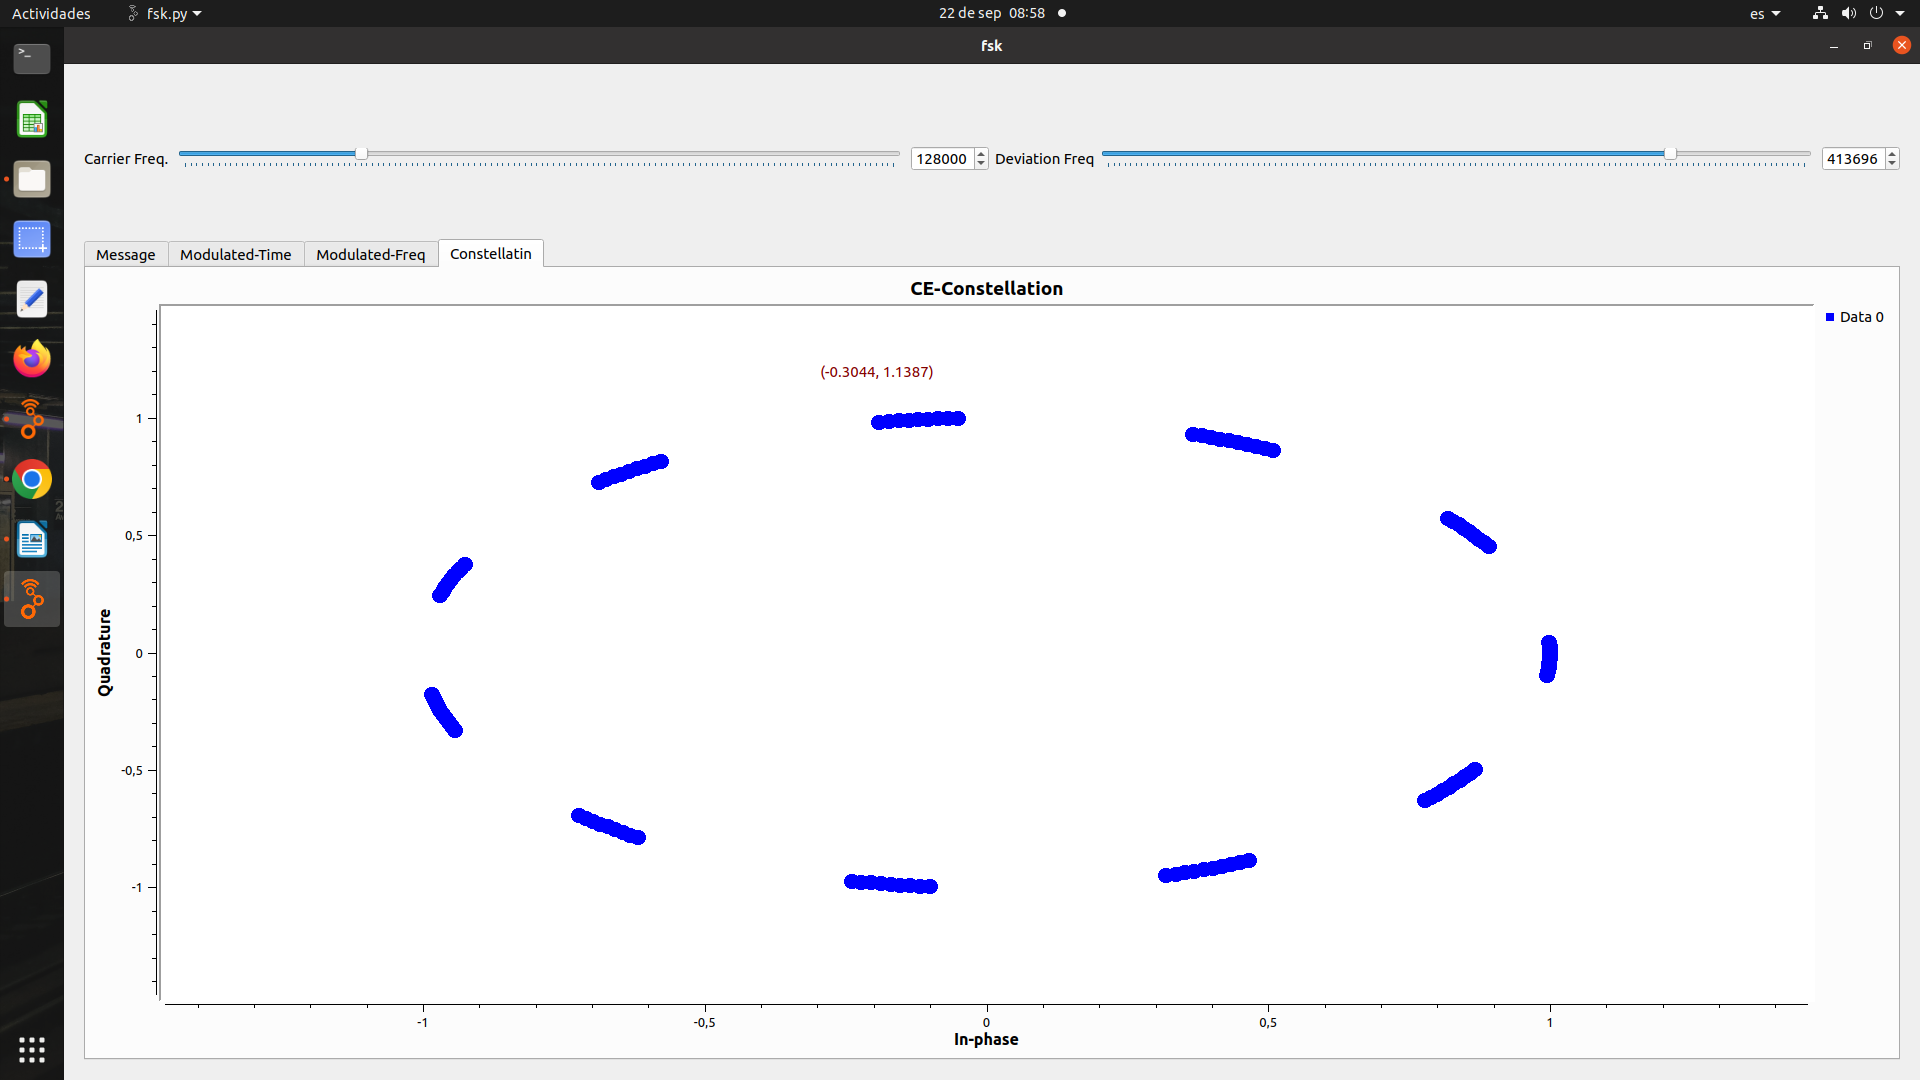 Actividades
fsk.py
22 de sep 08:58
es
fsk
Carrier Freq.
128000
Deviation Freq
413696
Message
Modulated-Time
Modulated-Freq
Constellatin
CE-Constellation
Data 0
(-0.3044, 1.1387)
1
0,5
0
-0,5
-1
Quadrature
-1
-0,5
0
0,5
1
In-phase